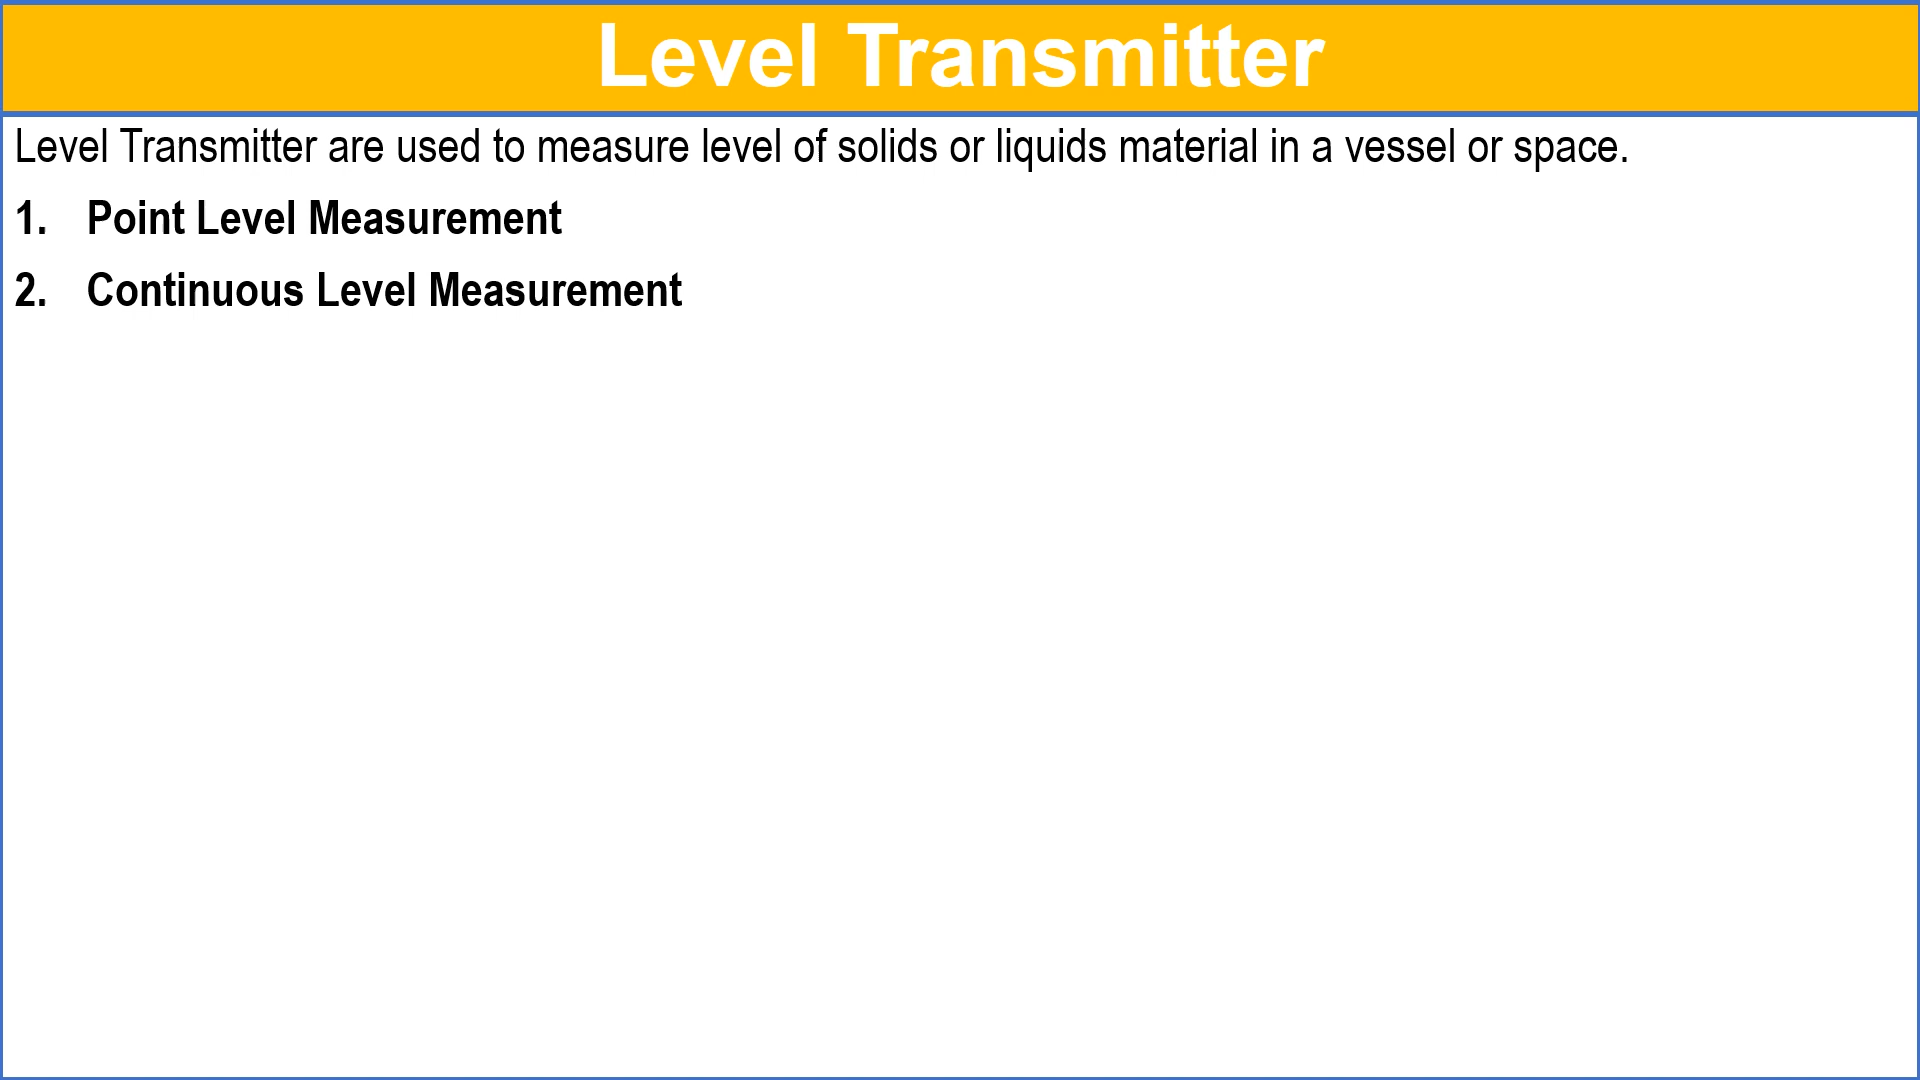 Level Transmitter
Level Transmitter are used to measure level of solids or liquids material in a vessel or space.
1. Point Level Measurement
2. Continuous Level Measurement